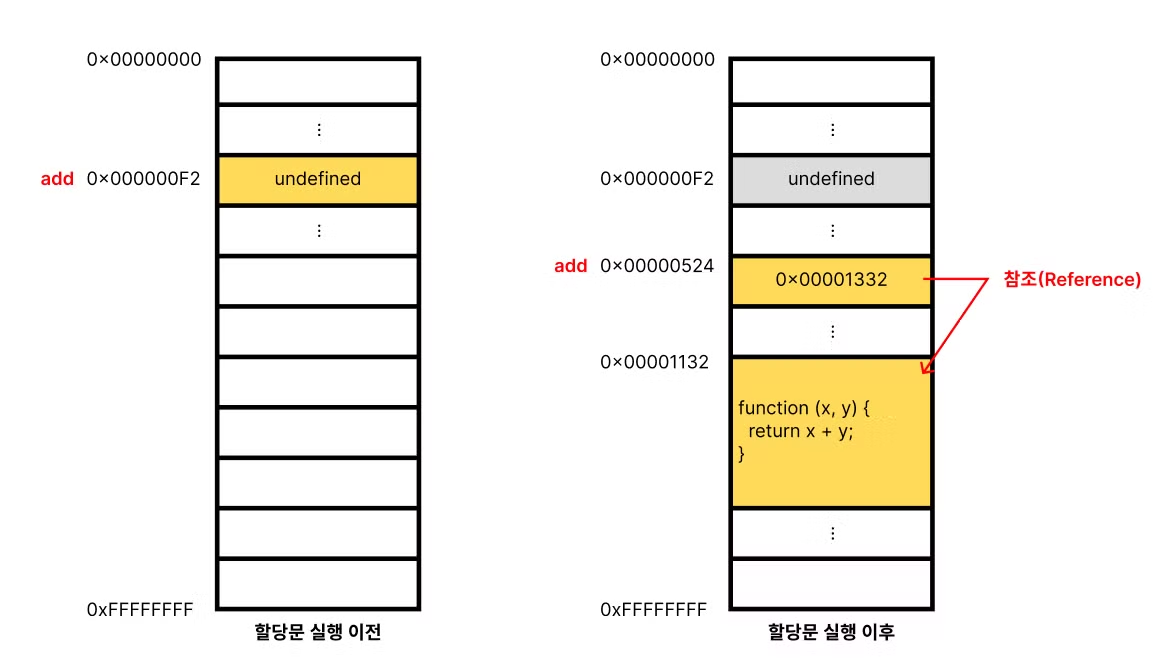 0×00000000
⋮
add 0×000000F2 undefined
⋮
0xFFFFFFFF
할당문 실행 이전
0×00000000
⋮
0×000000F2 undefined
⋮
add 0×00000524 0×00001332 참조(Reference)
⋮
0×00001132
function (x, y) {
return x + y;
}
⋮
0xFFFFFFFF
할당문 실행 이후